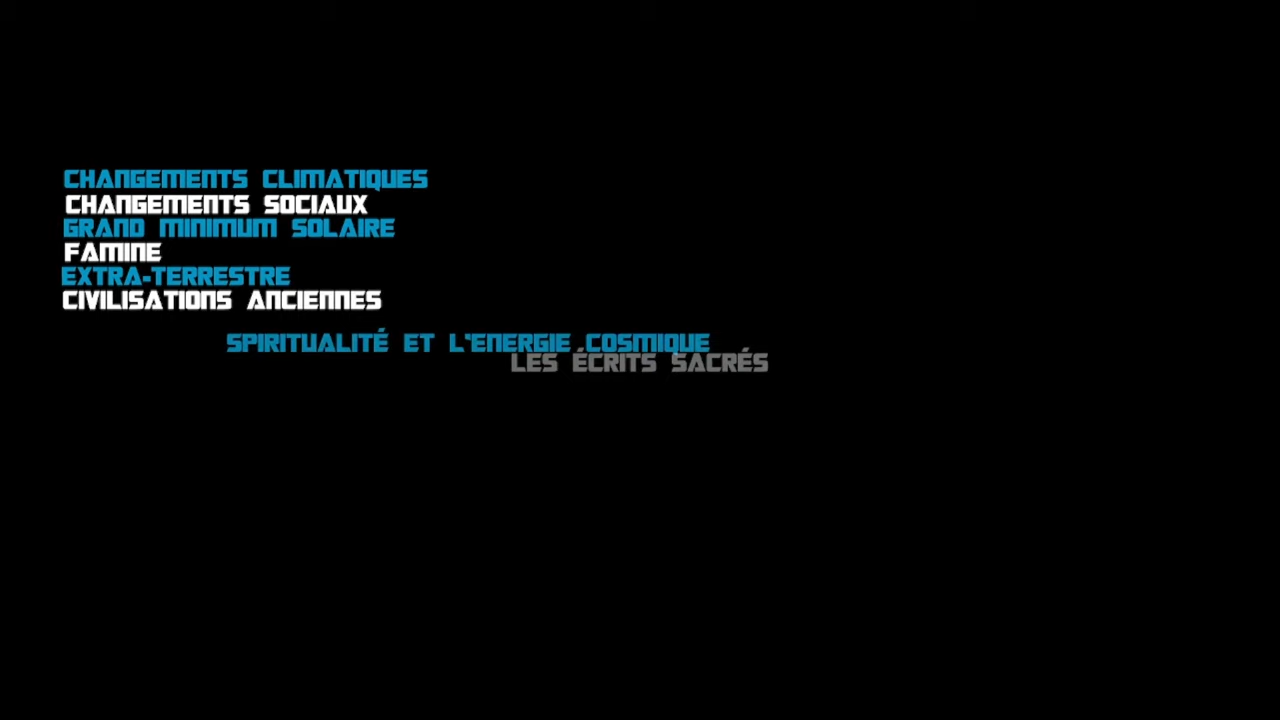 CHANGEMENTS CLIMATIQUES
CHANGEMENTS SOCIAUX
GRAND MINIMUM SOLAIRE
FAMINE
EXTRA-TERRESTRE
CIVILISATIONS ANCIENNES
SPIRITUALITÉ ET L'ENERGIE COSMIQUE
LES ÉCRITS SACRÉS